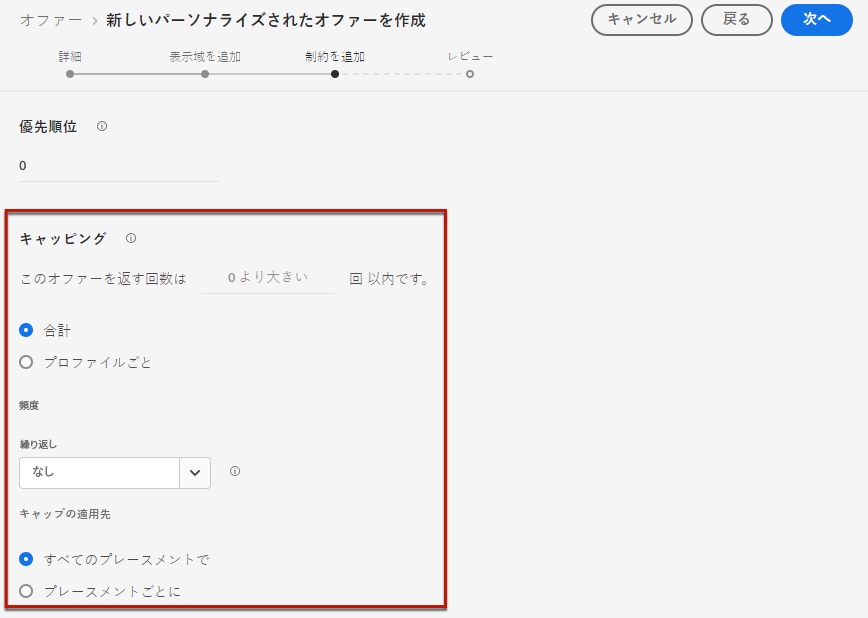 オファー > 新しいパーソナライズされたオファーを作成
キャンセル 戻る 次へ
詳細 表示域を追加 制約を追加 レビュー
優先順位
0
キャッピング
このオファーを返す回数は 0 より大きい 回 以内です。
合計
プロファイルごと
頻度
繰り返し
なし
キャップの適用先
すべてのプレースメントで
プレースメントごとに